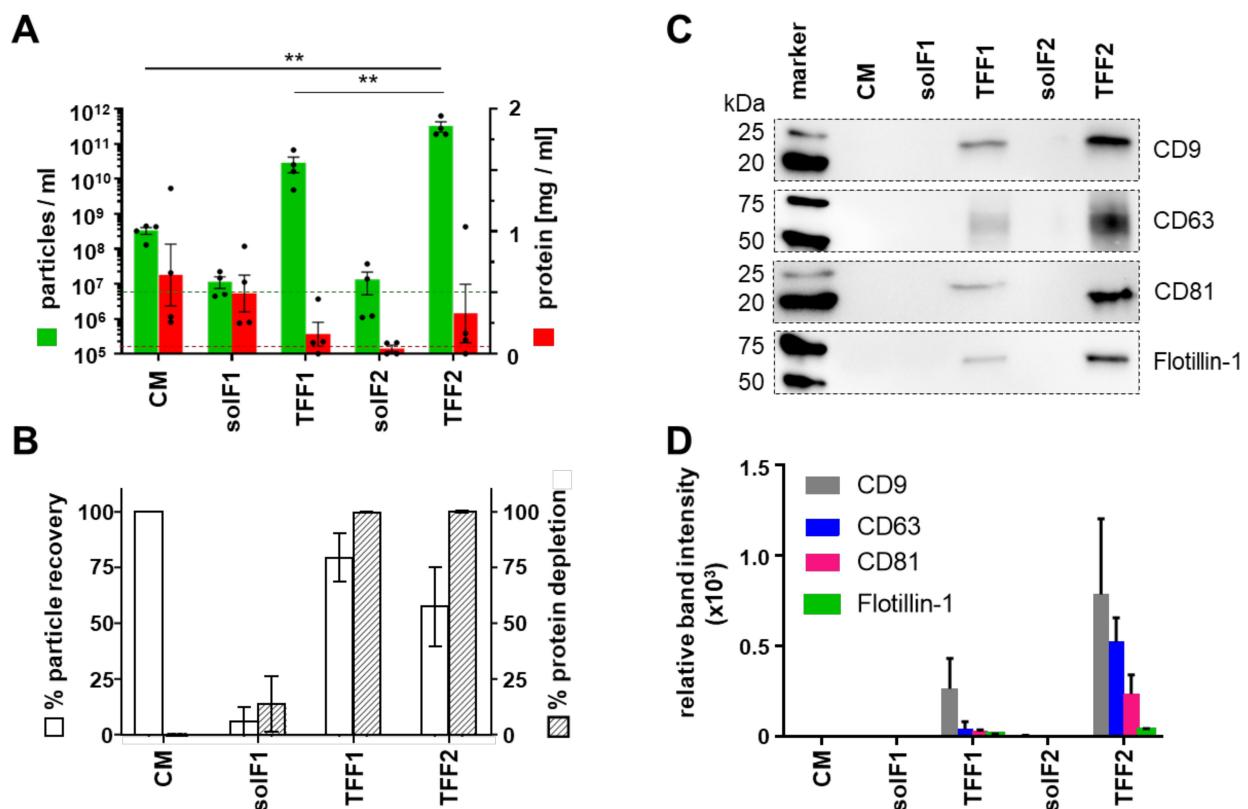 A
**
**
particles / ml
10¹²
10¹¹
10¹⁰
10⁹
10⁸
10⁷
10⁶
10⁵
2
1
0
protein [mg / ml]
CM
solF1
TFF1
solF2
TFF2
B
% particle recovery
100
75
50
25
0
100
75
50
25
0
% protein depletion
CM
solF1
TFF1
TFF2
C
marker
CM
solF1
TFF1
solF2
TFF2
kDa
25
20
CD9
75
50
CD63
25
20
CD81
75
50
Flotillin-1
D
relative band intensity
(x10³)
1.5
1.0
0.5
0
CD9
CD63
CD81
Flotillin-1
CM
solF1
TFF1
solF2
TFF2